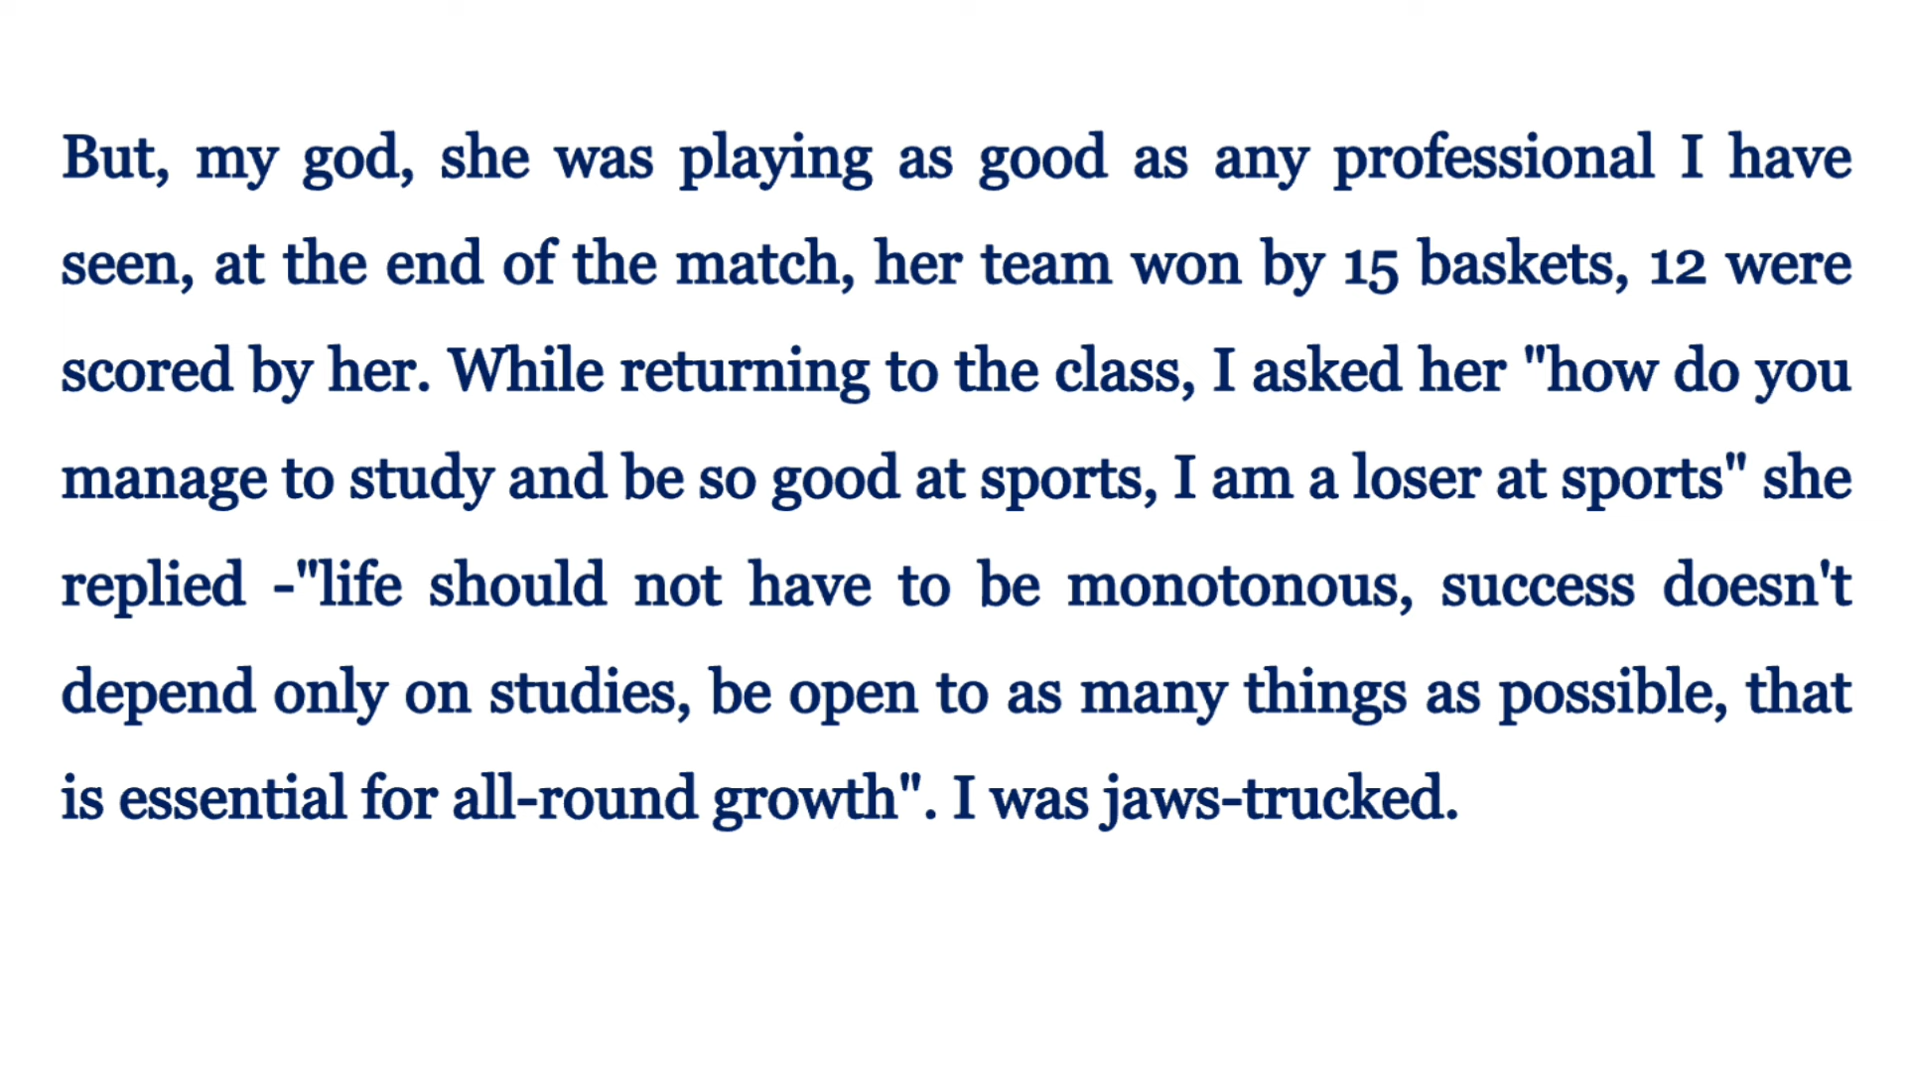 But, my god, she was playing as good as any professional I have
seen, at the end of the match, her team won by 15 baskets, 12 were
scored by her. While returning to the class, I asked her "how do you
manage to study and be so good at sports, I am a loser at sports" she
replied -"life should not have to be monotonous, success doesn't
depend only on studies, be open to as many things as possible, that
is essential for all-round growth". I was jaws-trucked.